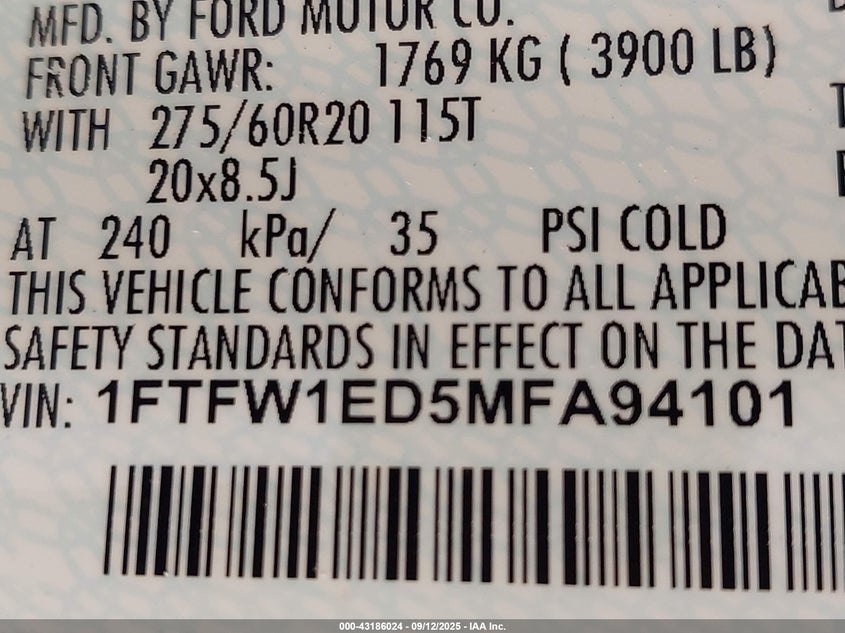 MFD. BY FORD MOTOR CO.
FRONT GAWR: 1769 KG ( 3900 LB)
WITH 275/60R20 115T
20x8.5J
AT 240 kPa/ 35 PSI COLD
THIS VEHICLE CONFORMS TO ALL APPLICAB
SAFETY STANDARDS IN EFFECT ON THE DAT
VIN: 1FTFW1ED5MFA94101
000-43186024 - 09/12/2025 - IAA Inc.